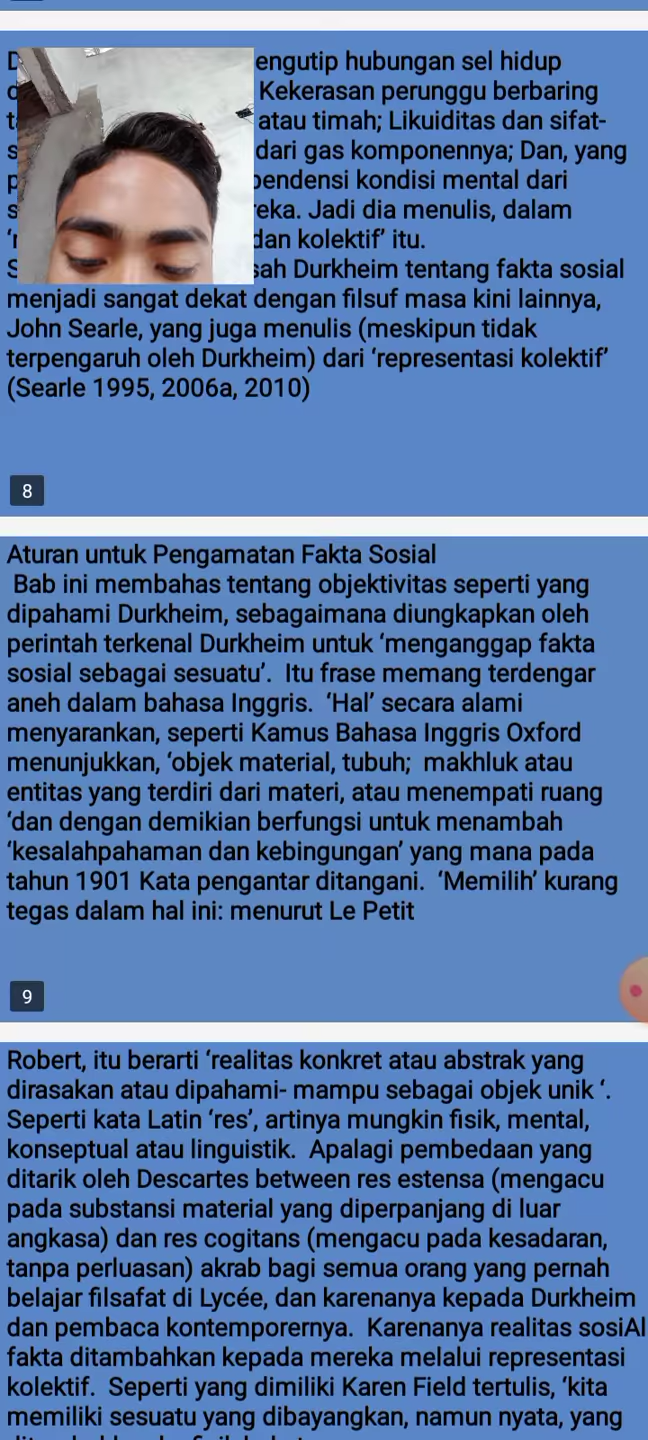 engutip hubungan sel hidup
Kekerasan perunggu berbaring
atau timah; Likuiditas dan sifat-
dari gas komponennya; Dan, yang
kondisi mental dari
Jadi dia menulis, dalam
dan kolektif’ itu.
Durkheim tentang fakta sosial
menjadi sangat dekat dengan filsuf masa kini lainnya,
John Searle, yang juga menulis (meskipun tidak
terpengaruh oleh Durkheim) dari ‘representasi kolektif’
(Searle 1995, 2006a, 2010)
8
Aturan untuk Pengamatan Fakta Sosial
Bab ini membahas tentang objektivitas seperti yang
dipahami Durkheim, sebagaimana diungkapkan oleh
perintah terkenal Durkheim untuk ‘menganggap fakta
sosial sebagai sesuatu’. Itu frase memang terdengar
aneh dalam bahasa Inggris. ‘Hal’ secara alami
menyarankan, seperti Kamus Bahasa Inggris Oxford
menunjukkan, ‘objek material, tubuh; makhluk atau
entitas yang terdiri dari materi, atau menempati ruang
‘dan dengan demikian berfungsi untuk menambah
‘kesalahpahaman dan kebingungan’ yang mana pada
tahun 1901 Kata pengantar ditangani. ‘Memilih’ kurang
tegas dalam hal ini: menurut Le Petit
9
Robert, itu berarti ‘realitas konkret atau abstrak yang
dirasakan atau dipahami- mampu sebagai objek unik ‘.
Seperti kata Latin ‘res’, artinya mungkin fisik, mental,
konseptual atau linguistik. Apalagi pembedaan yang
ditarik oleh Descartes between res estensa (mengacu
pada substansi material yang diperpanjang di luar
angkasa) dan res cogitans (mengacu pada kesadaran,
tanpa perluasan) akrab bagi semua orang yang pernah
belajar filsafat di Lycée, dan karenanya kepada Durkheim
dan pembaca kontemporernya. Karenanya realitas sosiAl
fakta ditambahkan kepada mereka melalui representasi
kolektif. Seperti yang dimiliki Karen Field tertulis, ‘kita
memiliki sesuatu yang dibayangkan, namun nyata, yang